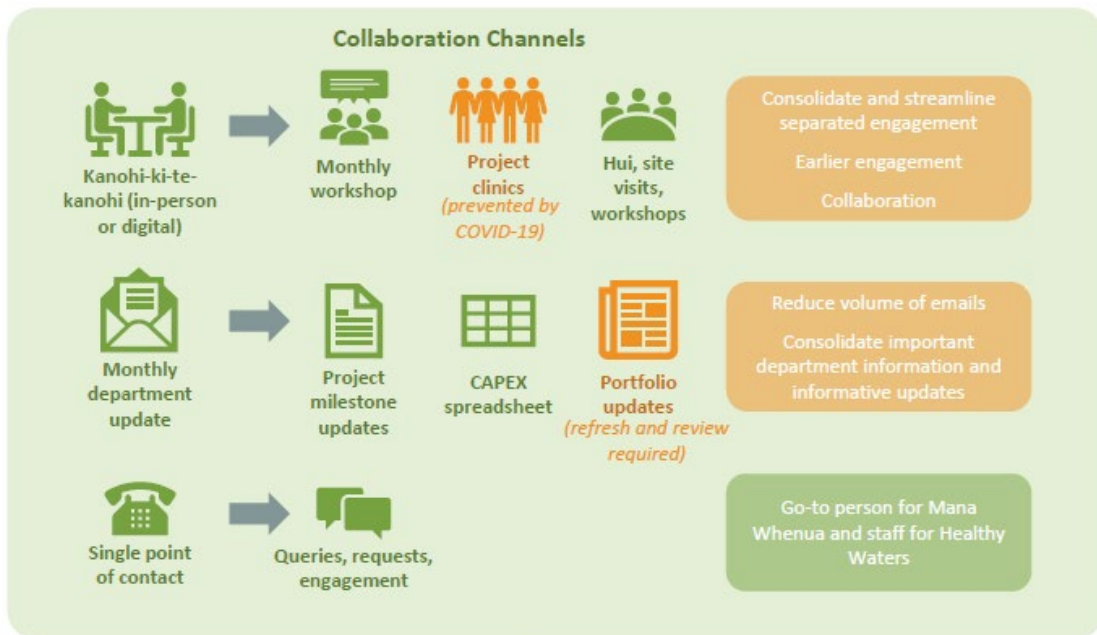 Collaboration Channels
Kanohi-ki-te-
kanohi (in-person
or digital)
Monthly
workshop
Project
clinics
(prevented by
COVID-19)
Hui, site
visits,
workshops
Consolidate and streamline
separated engagement
Earlier engagement
Collaboration
Monthly
department
update
Project
milestone
updates
CAPEX
spreadsheet
Portfolio
updates
(refresh and review
required)
Reduce volume of emails
Consolidate important
department information and
informative updates
Single point
of contact
Queries, requests,
engagement
Go-to person for Mana
Whenua and staff for Healthy
Waters